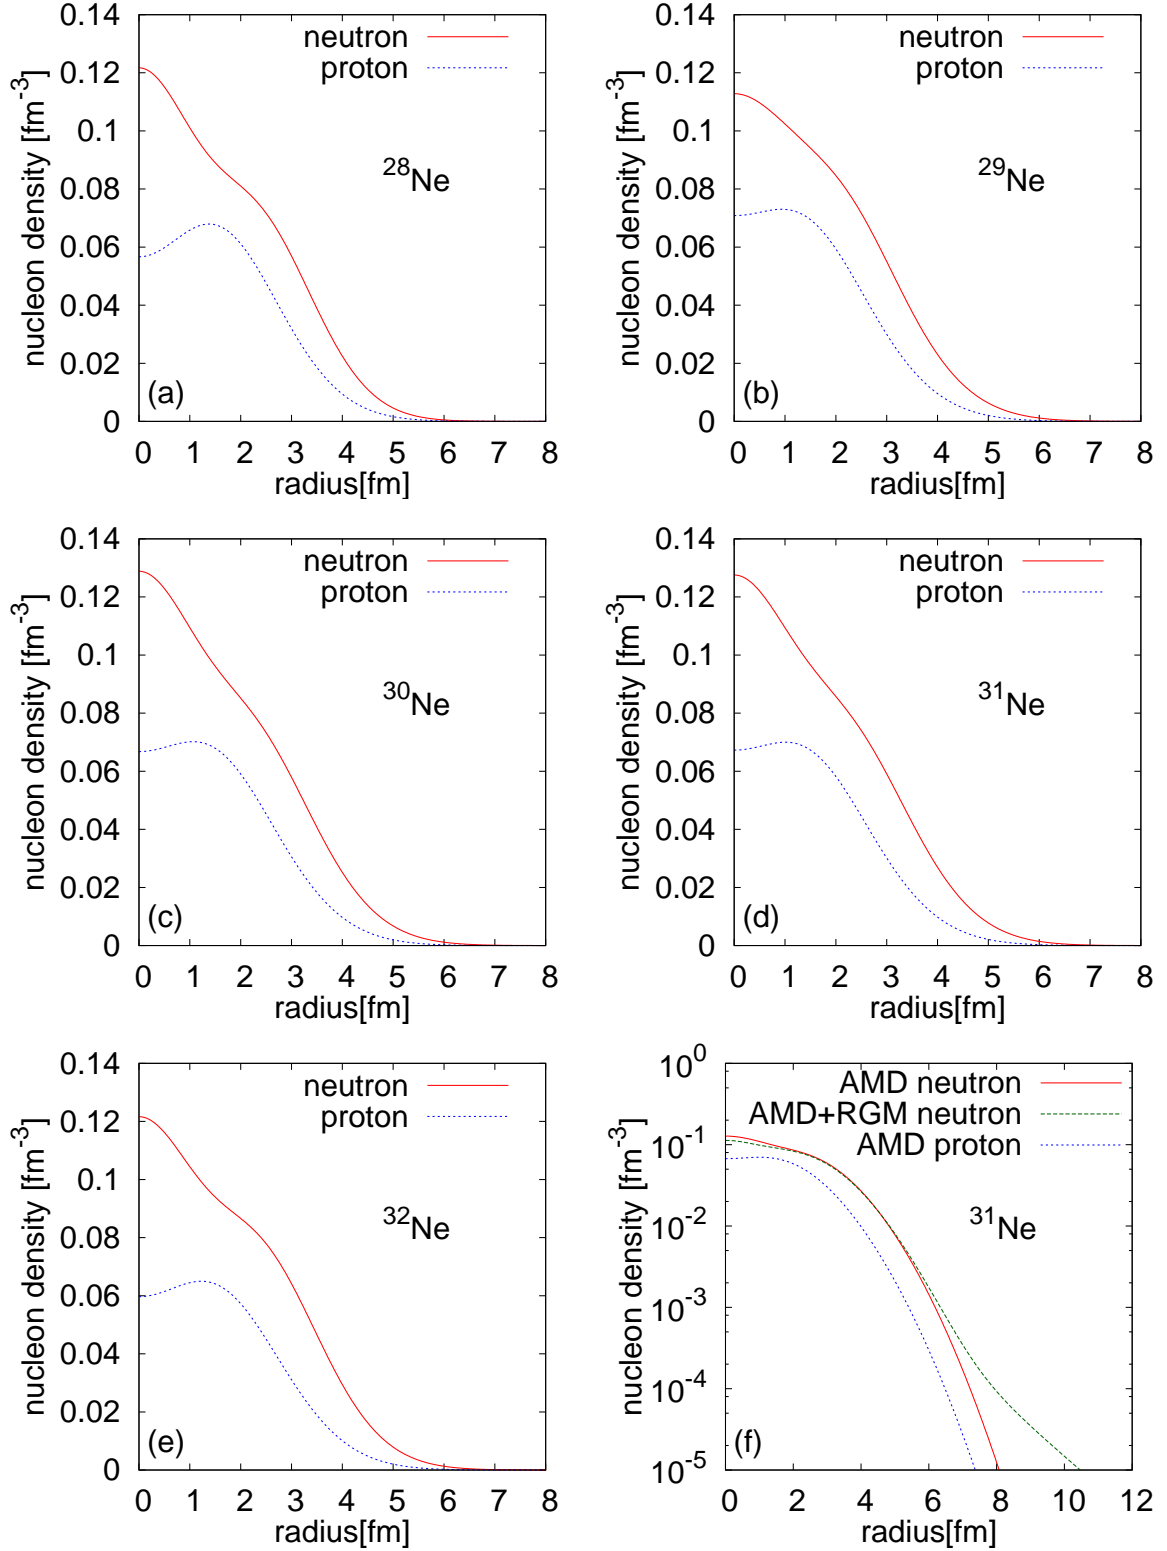 0.14
0.12
0.1
0.08
0.06
0.04
0.02
0
nucleon density [fm⁻³]
neutron
proton
²⁸Ne
(a)
0 1 2 3 4 5 6 7 8
radius[fm]
0.14
0.12
0.1
0.08
0.06
0.04
0.02
0
nucleon density [fm⁻³]
neutron
proton
²⁹Ne
(b)
0 1 2 3 4 5 6 7 8
radius[fm]
0.14
0.12
0.1
0.08
0.06
0.04
0.02
0
nucleon density [fm⁻³]
neutron
proton
³⁰Ne
(c)
0 1 2 3 4 5 6 7 8
radius[fm]
0.14
0.12
0.1
0.08
0.06
0.04
0.02
0
nucleon density [fm⁻³]
neutron
proton
³¹Ne
(d)
0 1 2 3 4 5 6 7 8
radius[fm]
0.14
0.12
0.1
0.08
0.06
0.04
0.02
0
nucleon density [fm⁻³]
neutron
proton
³²Ne
(e)
0 1 2 3 4 5 6 7 8
radius[fm]
10⁰
10⁻¹
10⁻²
10⁻³
10⁻⁴
10⁻⁵
nucleon density [fm⁻³]
AMD neutron
AMD+RGM neutron
AMD proton
³¹Ne
(f)
0 2 4 6 8 10 12
radius[fm]